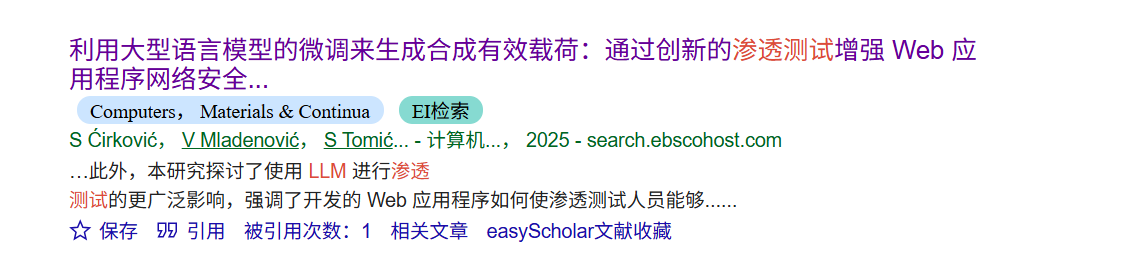 利用大型语言模型的微调来生成合成有效载荷：通过创新的渗透测试增强 Web 应
用程序网络安全...
Computers， Materials & Continua EI检索
S Ćirković， V Mladenović， S Tomić... - 计算机...， 2025 - search.ebscohost.com
…此外，本研究探讨了使用 LLM 进行渗透
测试的更广泛影响，强调了开发的 Web 应用程序如何使渗透测试人员能够......
保存 引用 被引用次数：1 相关文章 easyScholar文献收藏